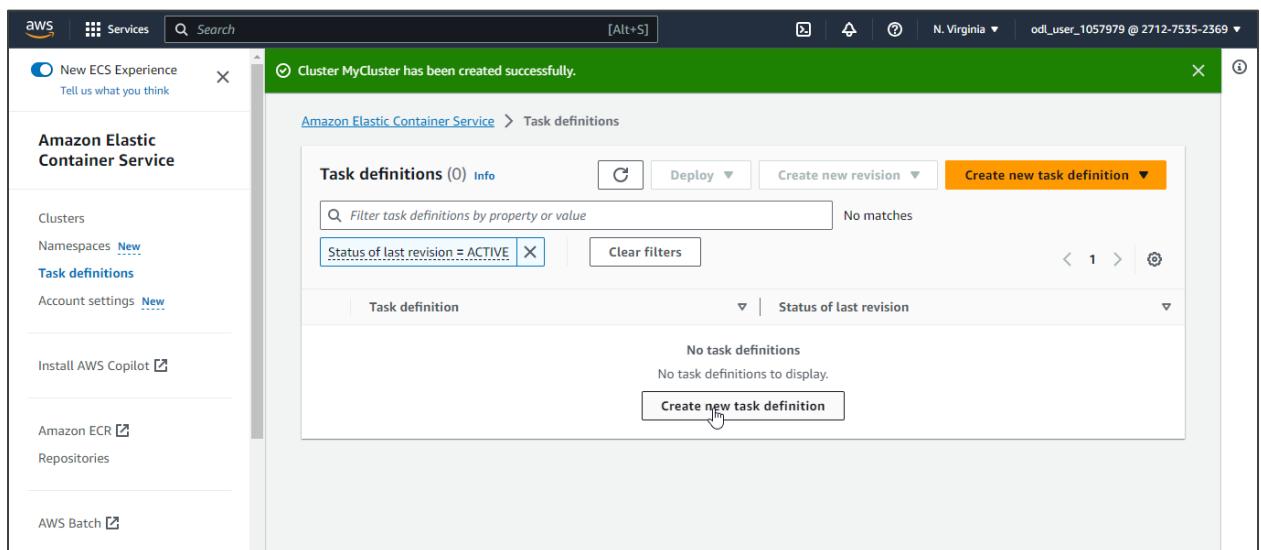 aws Services Search [Alt+S] N. Virginia odl_user_1057979 @ 2712-7535-2369
New ECS Experience
Tell us what you think
Amazon Elastic
Container Service
Clusters
Namespaces New
Task definitions
Account settings New
Install AWS Copilot
Amazon ECR
Repositories
AWS Batch
Cluster MyCluster has been created successfully.
Amazon Elastic Container Service > Task definitions
Task definitions (0) Info Deploy Create new revision Create new task definition
Filter task definitions by property or value No matches
Status of last revision = ACTIVE Clear filters < 1 >
Task definition Status of last revision
No task definitions
No task definitions to display.
Create new task definition